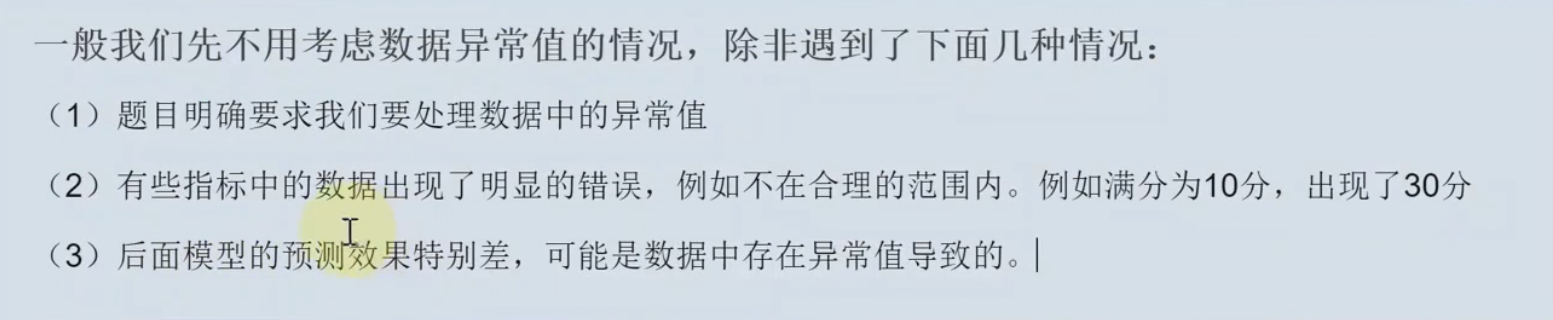 一般我们先不用考虑数据异常值的情况，除非遇到了下面几种情况：
（1）题目明确要求我们要处理数据中的异常值
（2）有些指标中的数据出现了明显的错误，例如不在合理的范围内。例如满分为10分，出现了30分
（3）后面模型的预测效果特别差，可能是数据中存在异常值导致的。